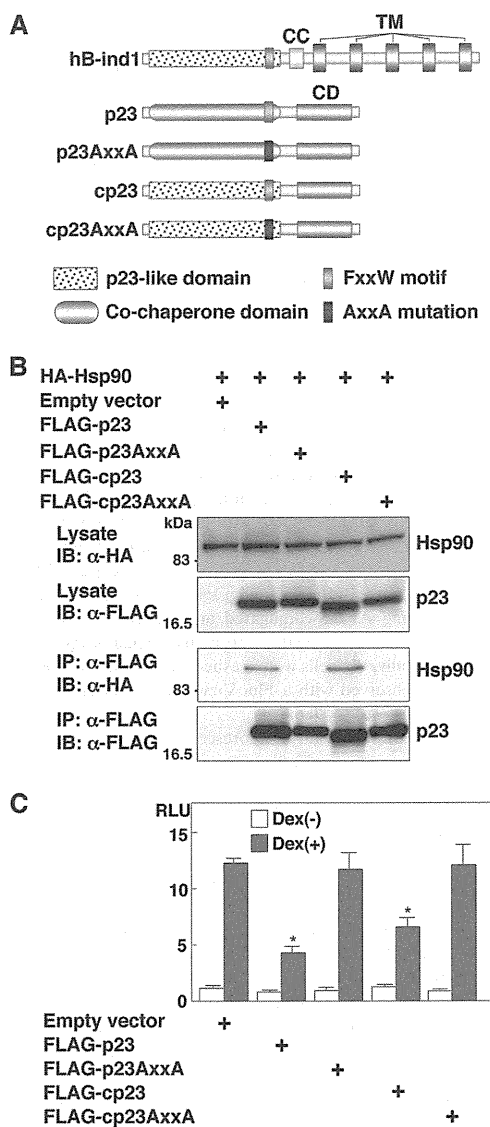 A
TM
CC
hB-ind1
CD
p23
p23AxxA
cp23
cp23AxxA
p23-like domain
FxxW motif
Co-chaperone domain
AxxA mutation
B
HA-Hsp90 + + + + +
Empty vector +
FLAG-p23 +
FLAG-p23AxxA +
FLAG-cp23 +
FLAG-cp23AxxA +
kDa
Lysate
IB: α-HA
83
Hsp90
Lysate
IB: α-FLAG
16.5
p23
IP: α-FLAG
IB: α-HA
83
Hsp90
IP: α-FLAG
IB: α-FLAG
16.5
p23
C
RLU
Dex(-)
Dex(+)
15
10
5
0
* *
Empty vector +
FLAG-p23 +
FLAG-p23AxxA +
FLAG-cp23 +
FLAG-cp23AxxA +